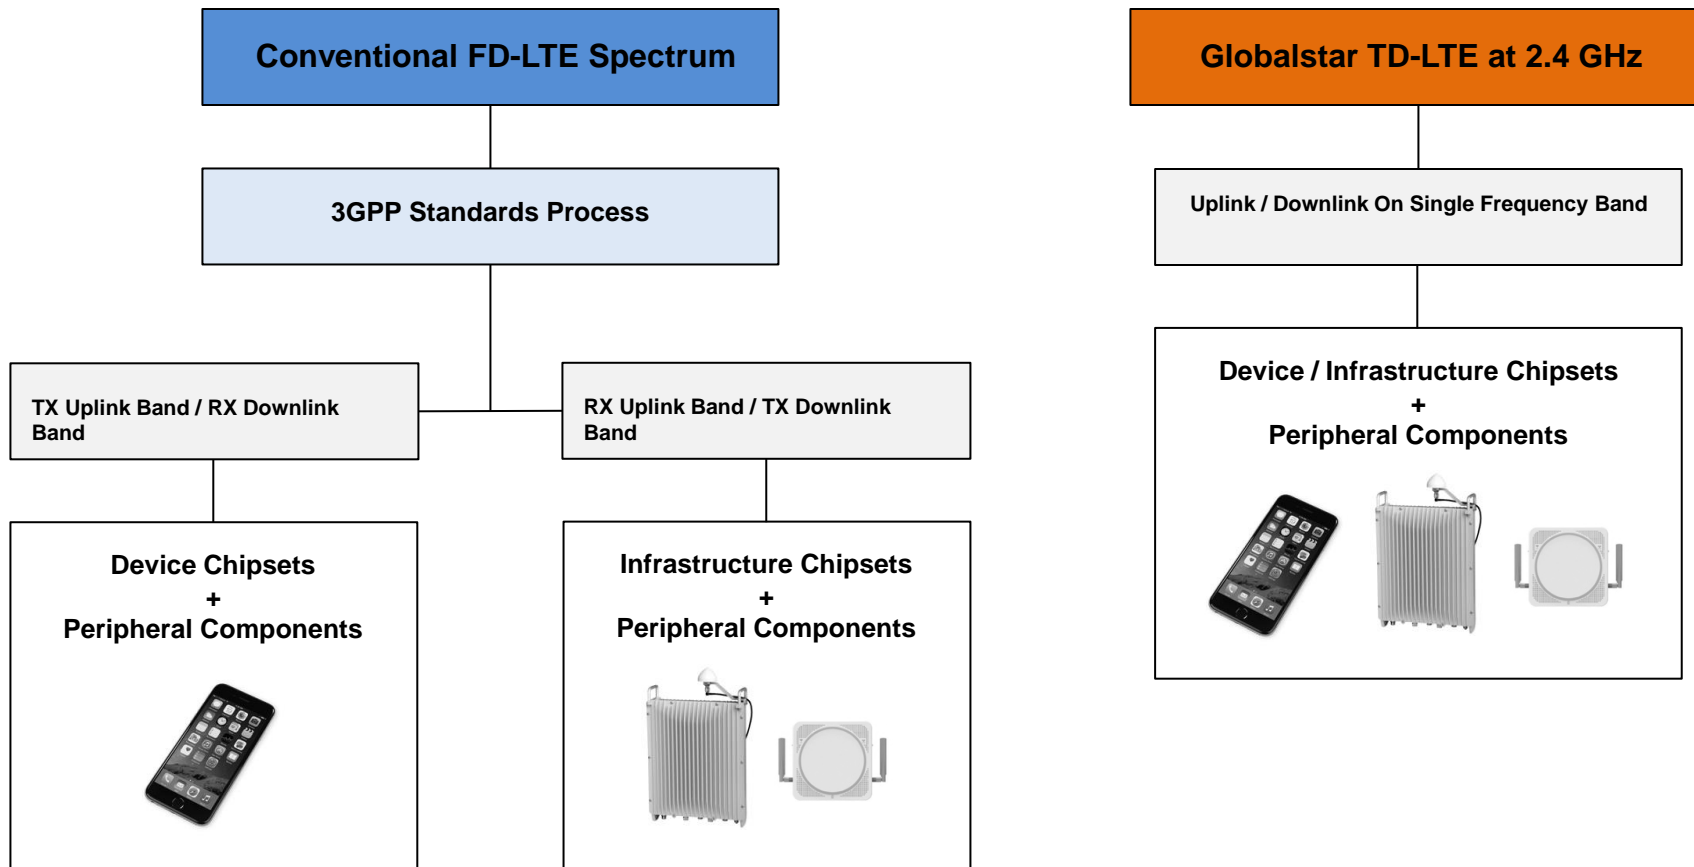 Conventional FD-LTE Spectrum
3GPP Standards Process
TX Uplink Band / RX Downlink
Band
RX Uplink Band / TX Downlink
Band
Device Chipsets
+
Peripheral Components
Infrastructure Chipsets
+
Peripheral Components
Globalstar TD-LTE at 2.4 GHz
Uplink / Downlink On Single Frequency Band
Device / Infrastructure Chipsets
+
Peripheral Components